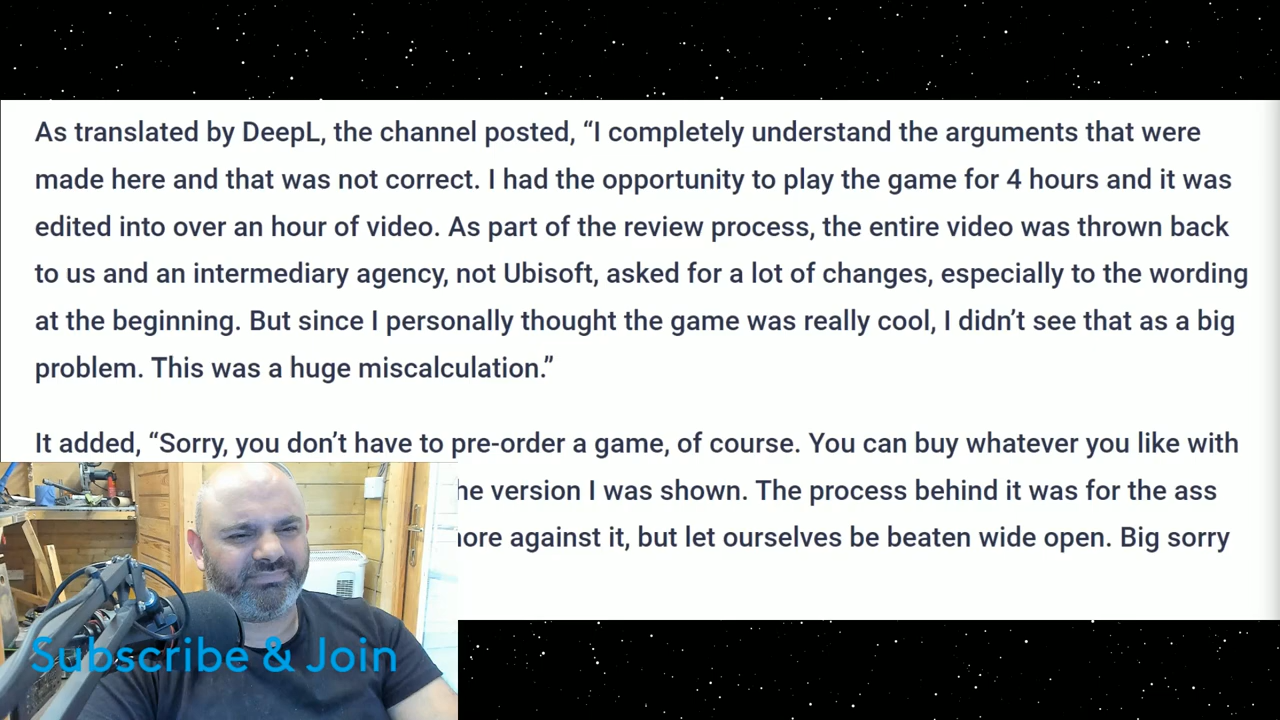 As translated by DeepL, the channel posted, “I completely understand the arguments that were
made here and that was not correct. I had the opportunity to play the game for 4 hours and it was
edited into over an hour of video. As part of the review process, the entire video was thrown back
to us and an intermediary agency, not Ubisoft, asked for a lot of changes, especially to the wording
at the beginning. But since I personally thought the game was really cool, I didn’t see that as a big
problem. This was a huge miscalculation.”
It added, “Sorry, you don’t have to pre-order a game, of course. You can buy whatever you like with
the version I was shown. The process behind it was for the ass
against it, but let ourselves be beaten wide open. Big sorry
Subscribe & Join